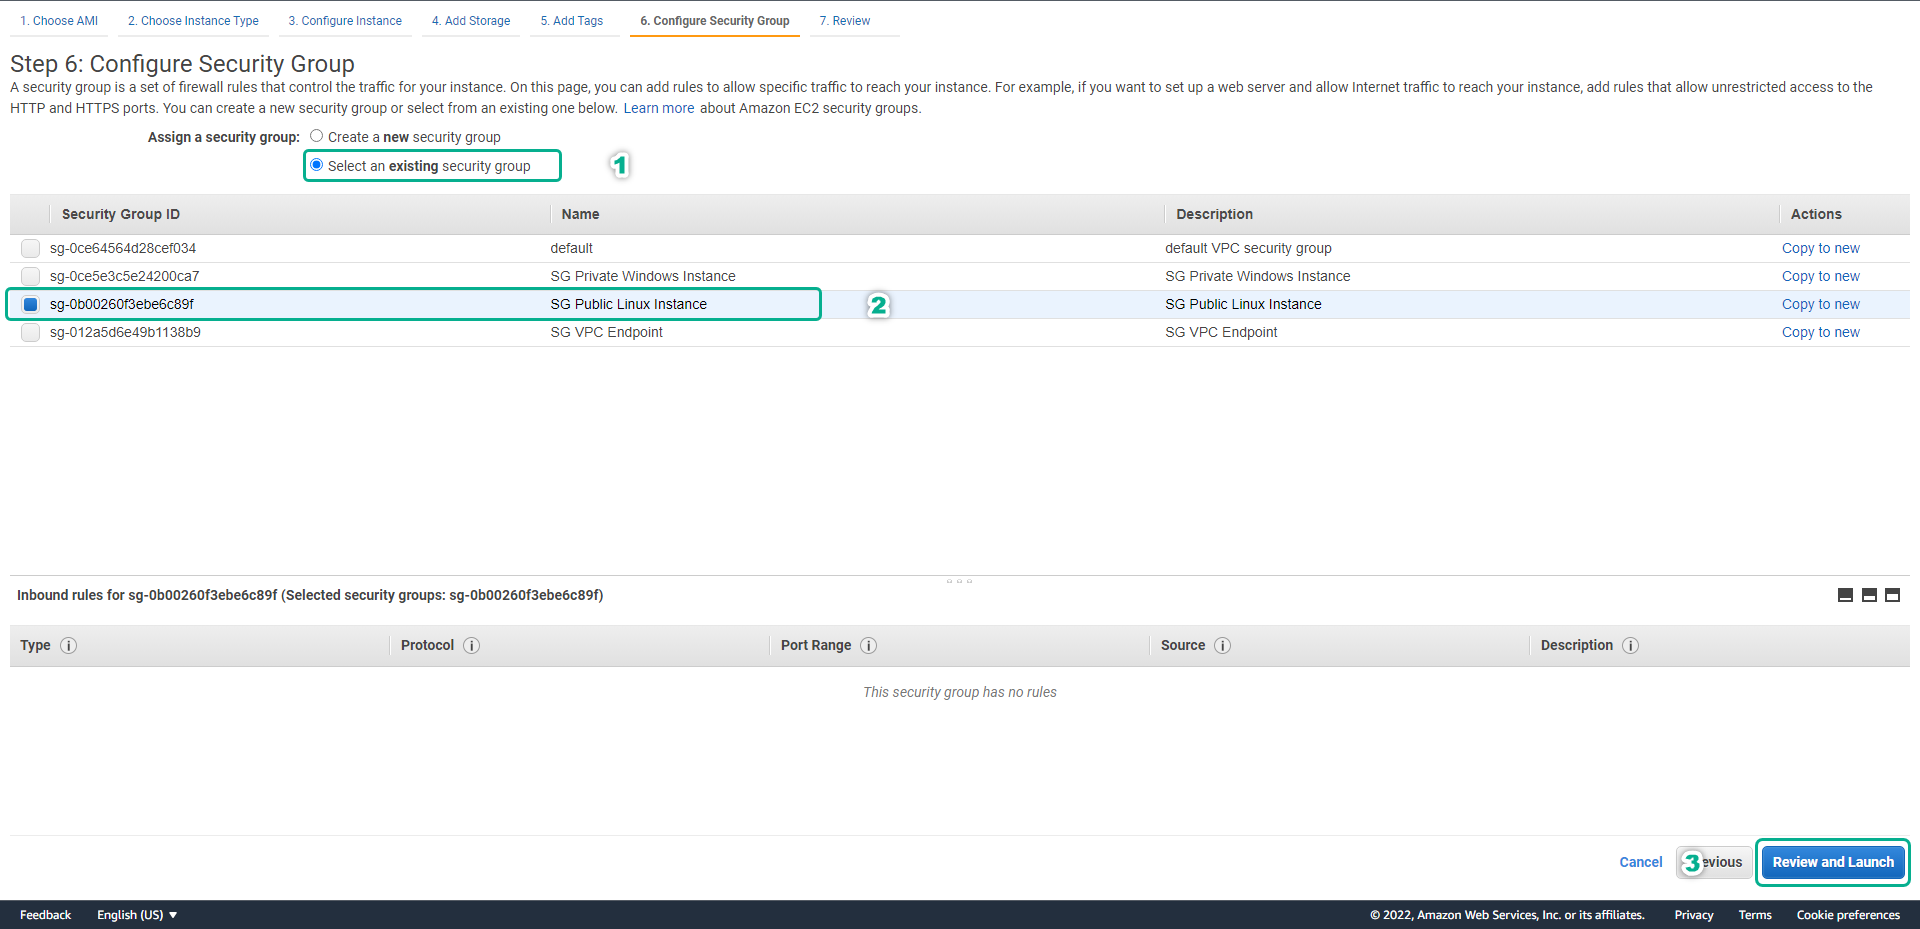 1. Choose AMI 2. Choose Instance Type 3. Configure Instance 4. Add Storage 5. Add Tags 6. Configure Security Group 7. Review
Step 6: Configure Security Group
A security group is a set of firewall rules that control the traffic for your instance. On this page, you can add rules to allow specific traffic to reach your instance. For example, if you want to set up a web server and allow Internet traffic to reach your instance, add rules that allow unrestricted access to the
HTTP and HTTPS ports. You can create a new security group or select from an existing one below. Learn more about Amazon EC2 security groups.
Assign a security group: Create a new security group
Select an existing security group 1
Security Group ID Name Description Actions
sg-0ce64564d28cef034 default default VPC security group Copy to new
sg-0ce5e3c5e24200ca7 SG Private Windows Instance SG Private Windows Instance Copy to new
sg-0b00260f3ebe6c89f SG Public Linux Instance 2 SG Public Linux Instance Copy to new
sg-012a5d6e49b1138b9 SG VPC Endpoint SG VPC Endpoint Copy to new
Inbound rules for sg-0b00260f3ebe6c89f (Selected security groups: sg-0b00260f3ebe6c89f)
Type i Protocol i Port Range i Source i Description i
This security group has no rules
Cancel 3 evious Review and Launch
Feedback English (US) © 2022, Amazon Web Services, Inc. or its affiliates. Privacy Terms Cookie preferences